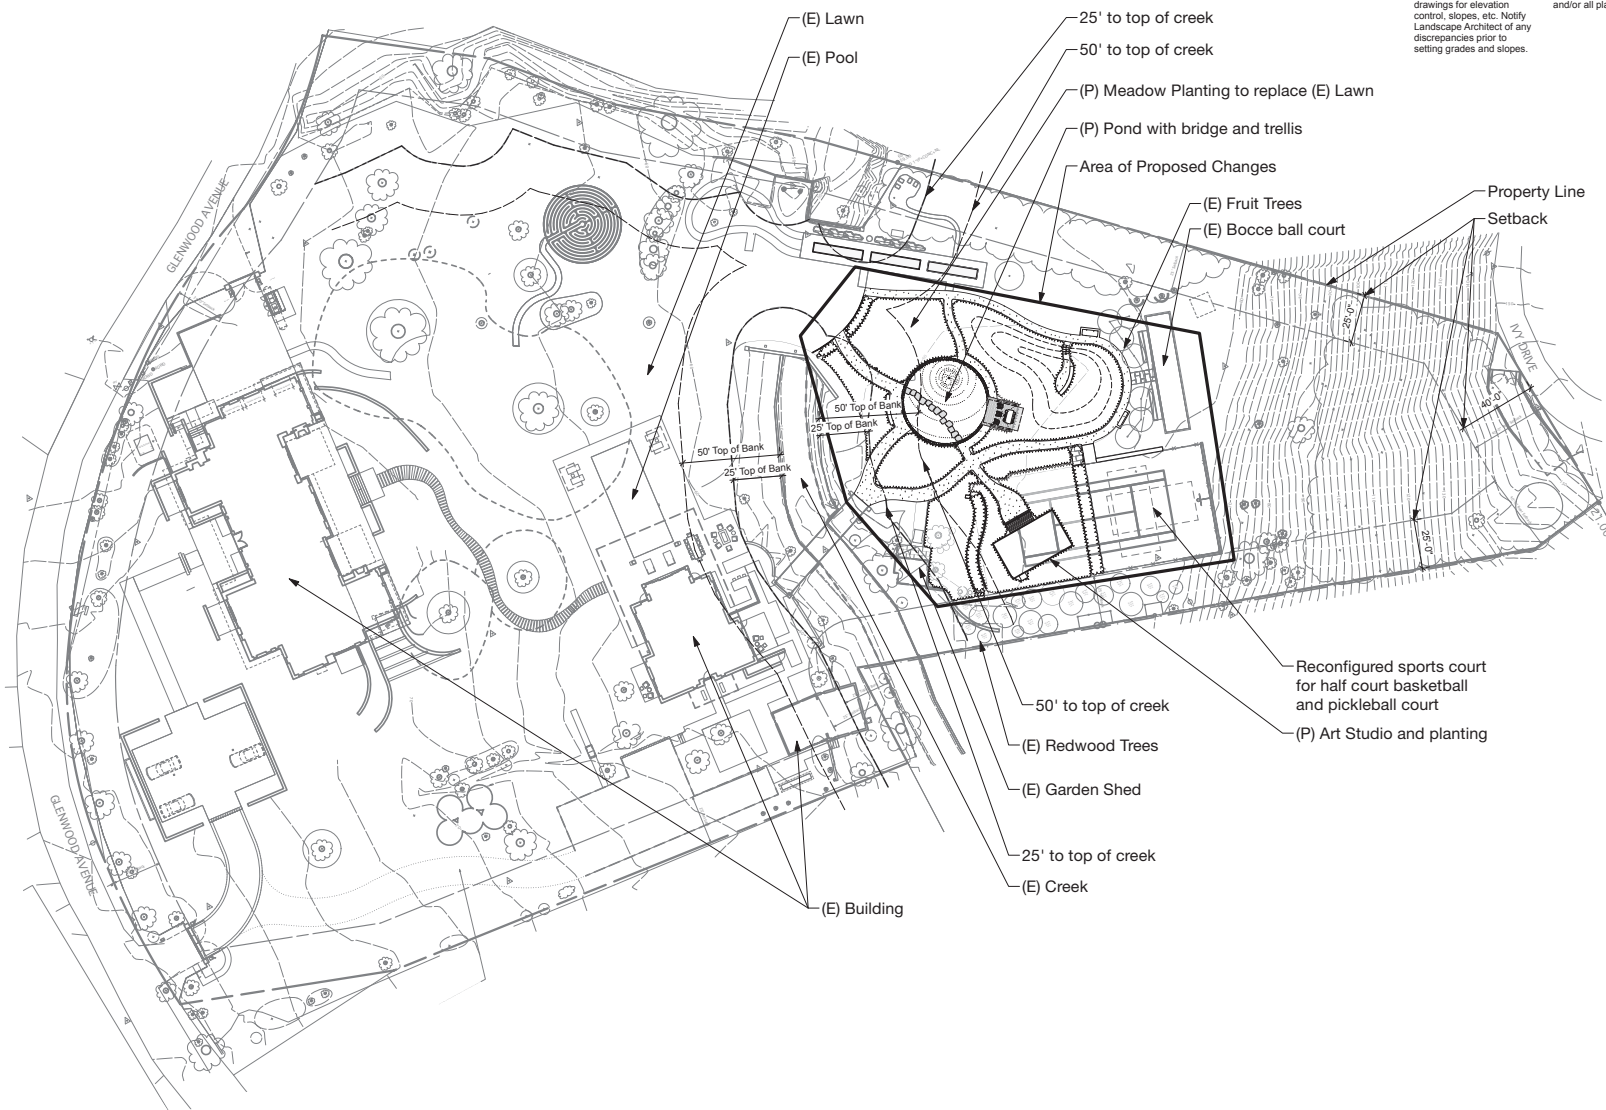 drawings for elevation
control, slopes, etc. Notify
Landscape Architect of any
discrepancies prior to
setting grades and slopes.
and/or all
(E) Lawn
(E) Pool
25' to top of creek
50' to top of creek
(P) Meadow Planting to replace (E) Lawn
(P) Pond with bridge and trellis
Area of Proposed Changes
(E) Fruit Trees
(E) Bocce ball court
Property Line
Setback
GLENWOOD AVENUE
25'-0"
IVY DRIVE
40'-0"
50' Top of Bank
25' Top of Bank
50' Top of Bank
25' Top of Bank
25'-0"
Reconfigured sports court
for half court basketball
and pickleball court
(P) Art Studio and planting
50' to top of creek
(E) Redwood Trees
(E) Garden Shed
25' to top of creek
(E) Creek
(E) Building
GLENWOOD AVENUE